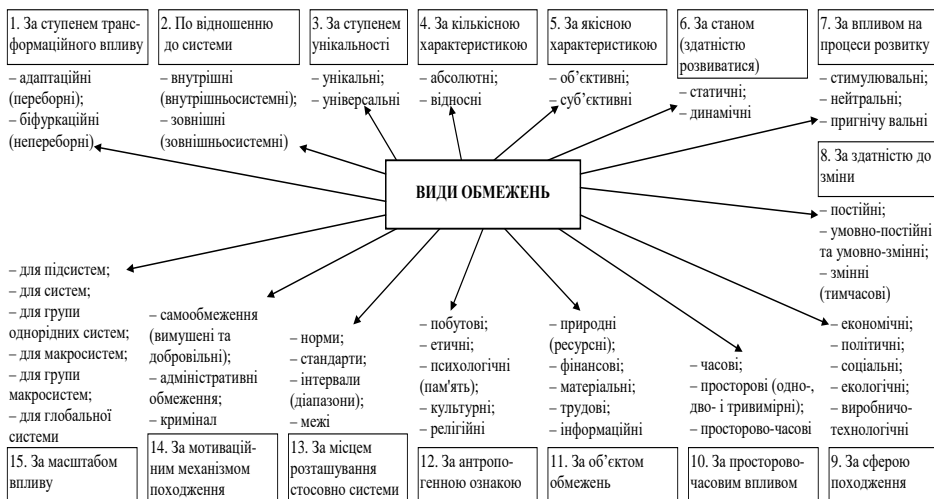 1. За ступенем транс-
формаційного впливу
– адаптаційні
(переборні);
– біфуркаційні
(непереборні)
2. По відношенню
до системи
– внутрішні
(внутрішньосистемні);
– зовнішні
(зовнішньосистемні)
3. За ступенем
унікальності
– унікальні;
– універсальні
4. За кількісною
характеристикою
– абсолютні;
– відносні
5. За якісною
характеристикою
– об’єктивні;
– суб’єктивні
6. За станом
(здатністю
розвиватися)
– статичні;
– динамічні
7. За впливом на
процеси розвитку
– стимулювальні;
– нейтральні;
– пригнічу вальні
ВИДИ ОБМЕЖЕНЬ
8. За здатністю до
зміни
– постійні;
– умовно-постійні
та умовно-змінні;
– змінні
(тимчасові)
– для підсистем;
– для систем;
– для групи
однорідних систем;
– для макросистем;
– для групи
макросистем;
– для глобальної
системи
15. За масштабом
впливу
– самообмеження
(вимушені та
добровільні);
– адміністративні
обмеження;
– кримінал
14. За мотивацій-
ним механізмом
походження
– норми;
– стандарти;
– інтервали
(діапазони);
– межі
13. За місцем
розташування
стосовно системи
– побутові;
– етичні;
– психологічні
(пам'ять);
– культурні;
– релігійні
12. За антропо-
генною ознакою
– природні
(ресурсні);
– фінансові;
– матеріальні;
– трудові;
– інформаційні
11. За об’єктом
обмежень
– часові;
– просторові (одно-,
дво- і тривимірні);
– просторово-часові
10. За просторово-
часовим впливом
– економічні;
– політичні;
– соціальні;
– екологічні;
– виробничо-
технологічні
9. За сферою
походження